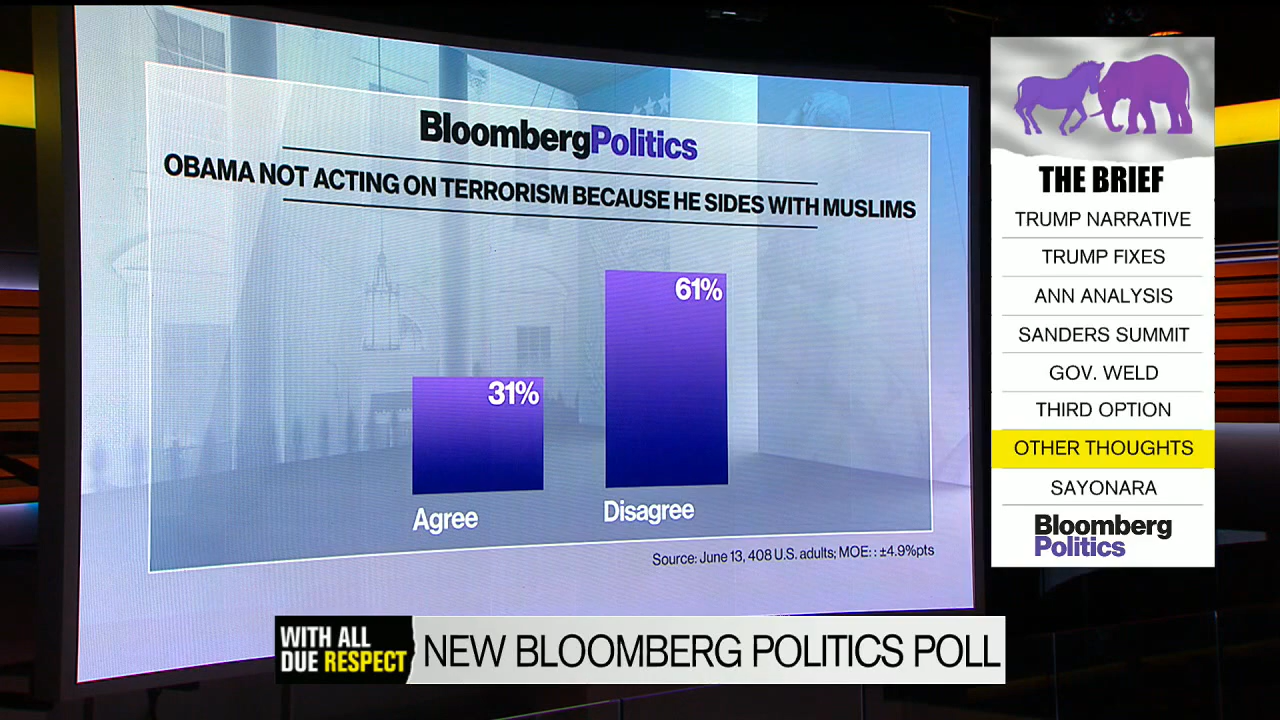 BloombergPolitics
OBAMA NOT ACTING ON TERRORISM BECAUSE HE SIDES WITH MUSLIMS
31%
61%
Agree
Disagree
Source: June 13, 408 U.S. adults; MOE: : ±4.9%pts
THE BRIEF
TRUMP NARRATIVE
TRUMP FIXES
ANN ANALYSIS
SANDERS SUMMIT
GOV. WELD
THIRD OPTION
OTHER THOUGHTS
SAYONARA
Bloomberg
Politics
WITH ALL
DUE RESPECT
NEW BLOOMBERG POLITICS POLL